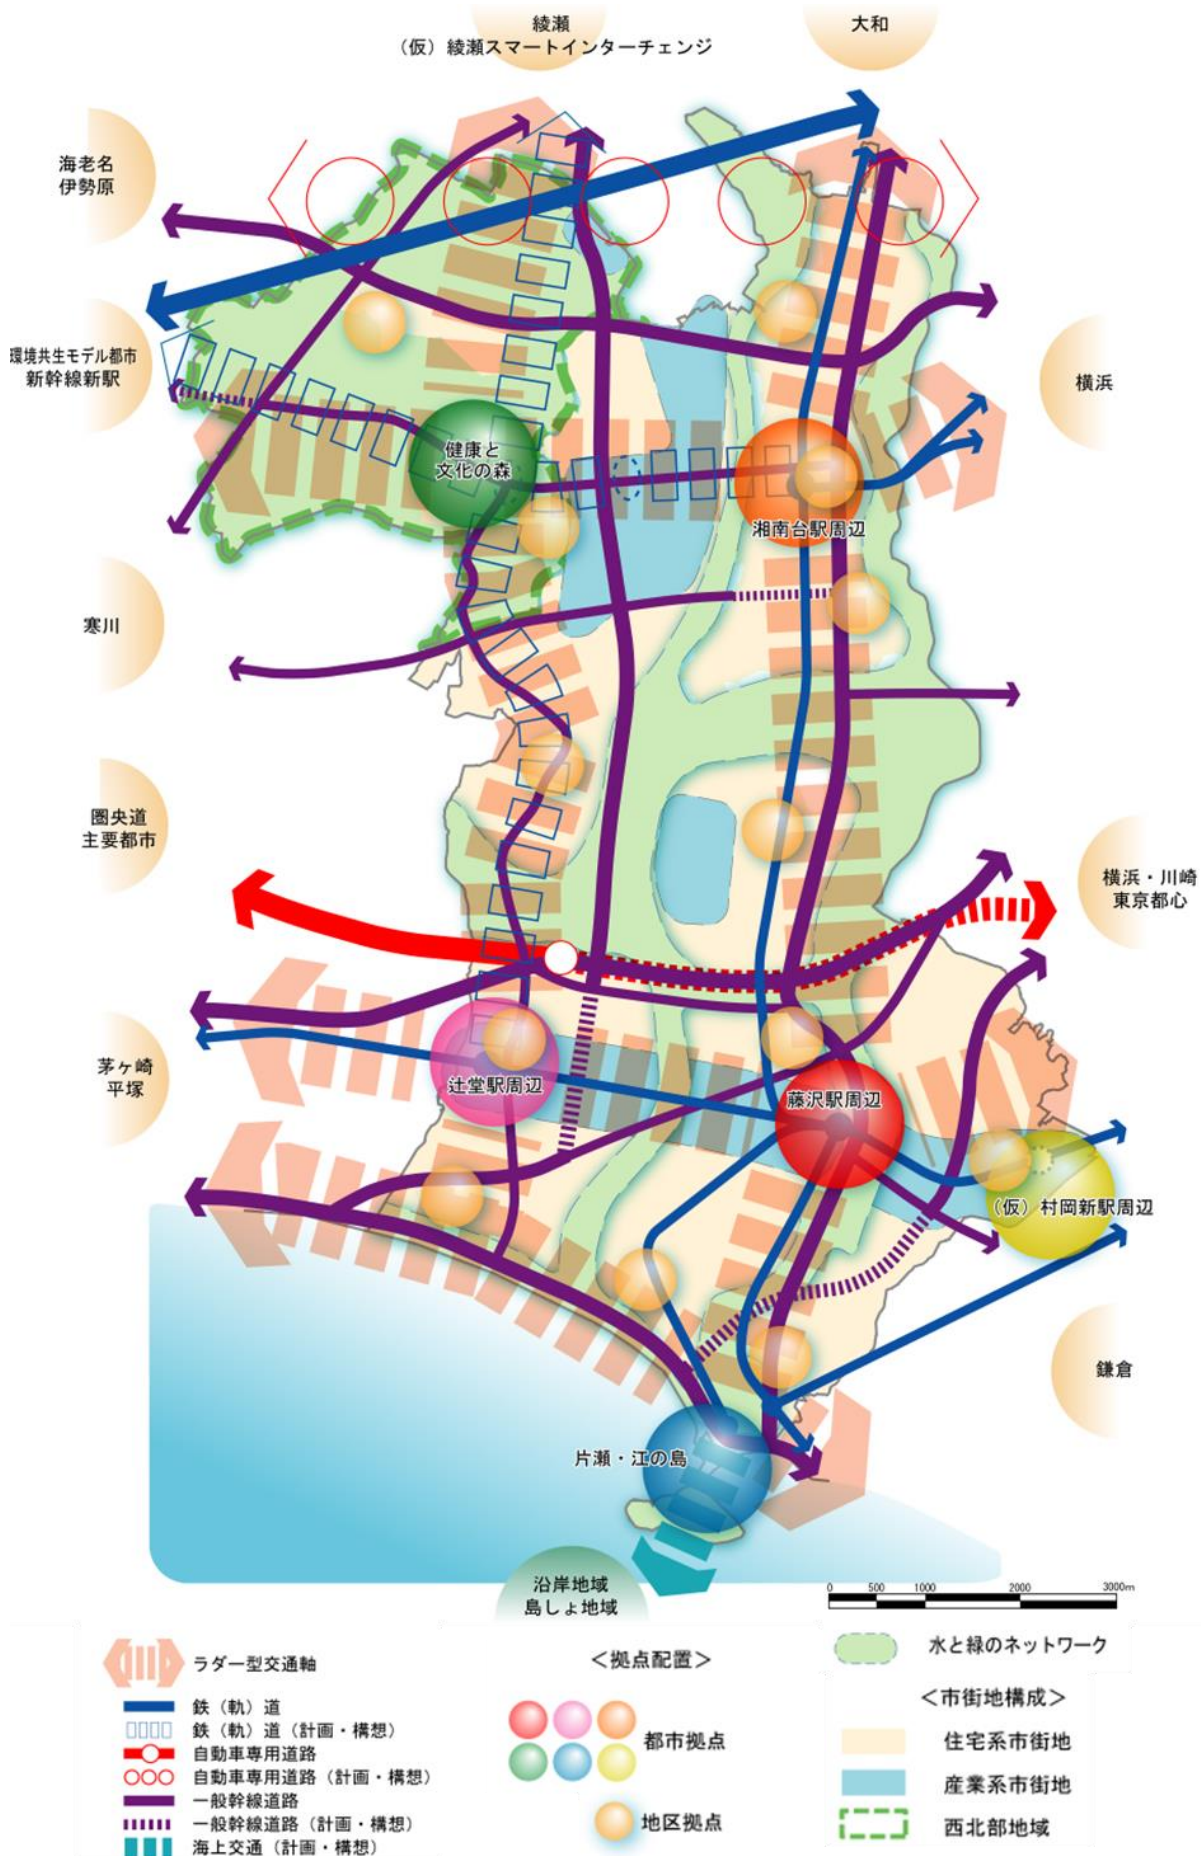 綾瀬
（仮）綾瀬スマートインターチェンジ
大和
海老名
伊勢原
環境共生モデル都市
新幹線新駅
横浜
健康と
文化の森
湘南台駅周辺
寒川
圏央道
主要都市
横浜・川崎
東京都心
茅ヶ崎
平塚
辻堂駅周辺
藤沢駅周辺
（仮）村岡新駅周辺
鎌倉
片瀬・江の島
沿岸地域
島しょ地域
0 500 1000 2000 3000m
ラダー型交通軸
鉄（軌）道
鉄（軌）道（計画・構想）
自動車専用道路
自動車専用道路（計画・構想）
一般幹線道路
一般幹線道路（計画・構想）
海上交通（計画・構想）
＜拠点配置＞
都市拠点
地区拠点
水と緑のネットワーク
＜市街地構成＞
住宅系市街地
産業系市街地
西北部地域